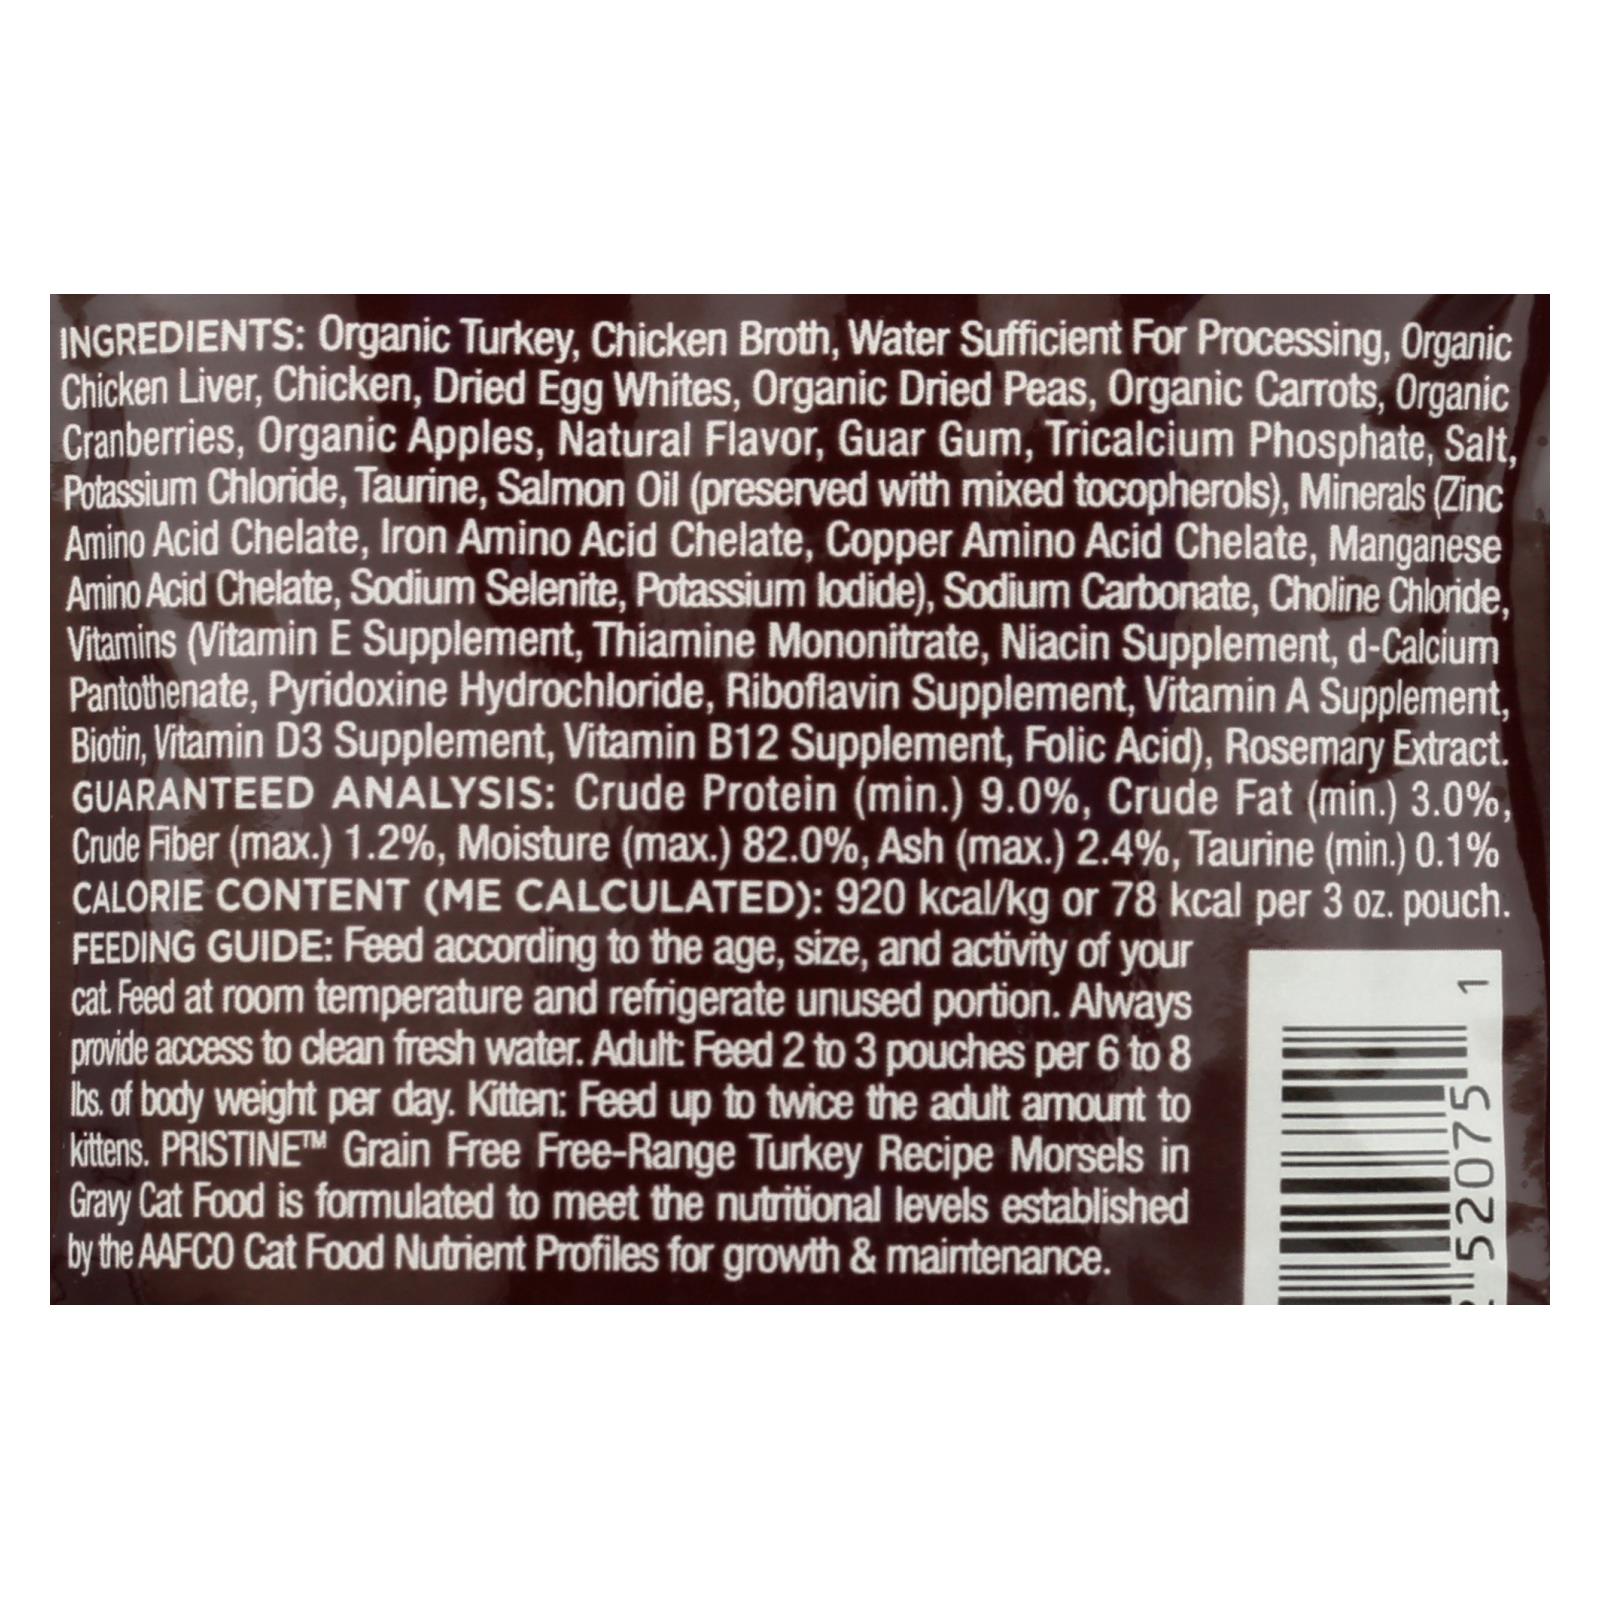 INGREDIENTS: Organic Turkey, Chicken Broth, Water Sufficient For Processing, Organic
Chicken Liver, Chicken, Dried Egg Whites, Organic Dried Peas, Organic Carrots, Organic
Cranberries, Organic Apples, Natural Flavor, Guar Gum, Tricalcium Phosphate, Salt,
Potassium Chloride, Taurine, Salmon Oil (preserved with mixed tocopherols), Minerals (Zinc
Amino Acid Chelate, Iron Amino Acid Chelate, Copper Amino Acid Chelate, Manganese
Amino Acid Chelate, Sodium Selenite, Potassium Iodide), Sodium Carbonate, Choline Chloride,
Vitamins (Vitamin E Supplement, Thiamine Mononitrate, Niacin Supplement, d-Calcium
Pantothenate, Pyridoxine Hydrochloride, Riboflavin Supplement, Vitamin A Supplement,
Biotin, Vitamin D3 Supplement, Vitamin B12 Supplement, Folic Acid), Rosemary Extract.
GUARANTEED ANALYSIS: Crude Protein (min.) 9.0%, Crude Fat (min.) 3.0%,
Crude Fiber (max.) 1.2%, Moisture (max.) 82.0%, Ash (max.) 2.4%, Taurine (min.) 0.1%
CALORIE CONTENT (ME CALCULATED): 920 kcal/kg or 78 kcal per 3 oz. pouch.
FEEDING GUIDE: Feed according to the age, size, and activity of your
cat. Feed at room temperature and refrigerate unused portion. Always
provide access to clean fresh water. Adult: Feed 2 to 3 pouches per 6 to 8
lbs. of body weight per day. Kitten: Feed up to twice the adult amount to
kittens. PRISTINE™ Grain Free Free-Range Turkey Recipe Morsels in
Gravy Cat Food is formulated to meet the nutritional levels established
by the AAFCO Cat Food Nutrient Profiles for growth & maintenance.
52075 1